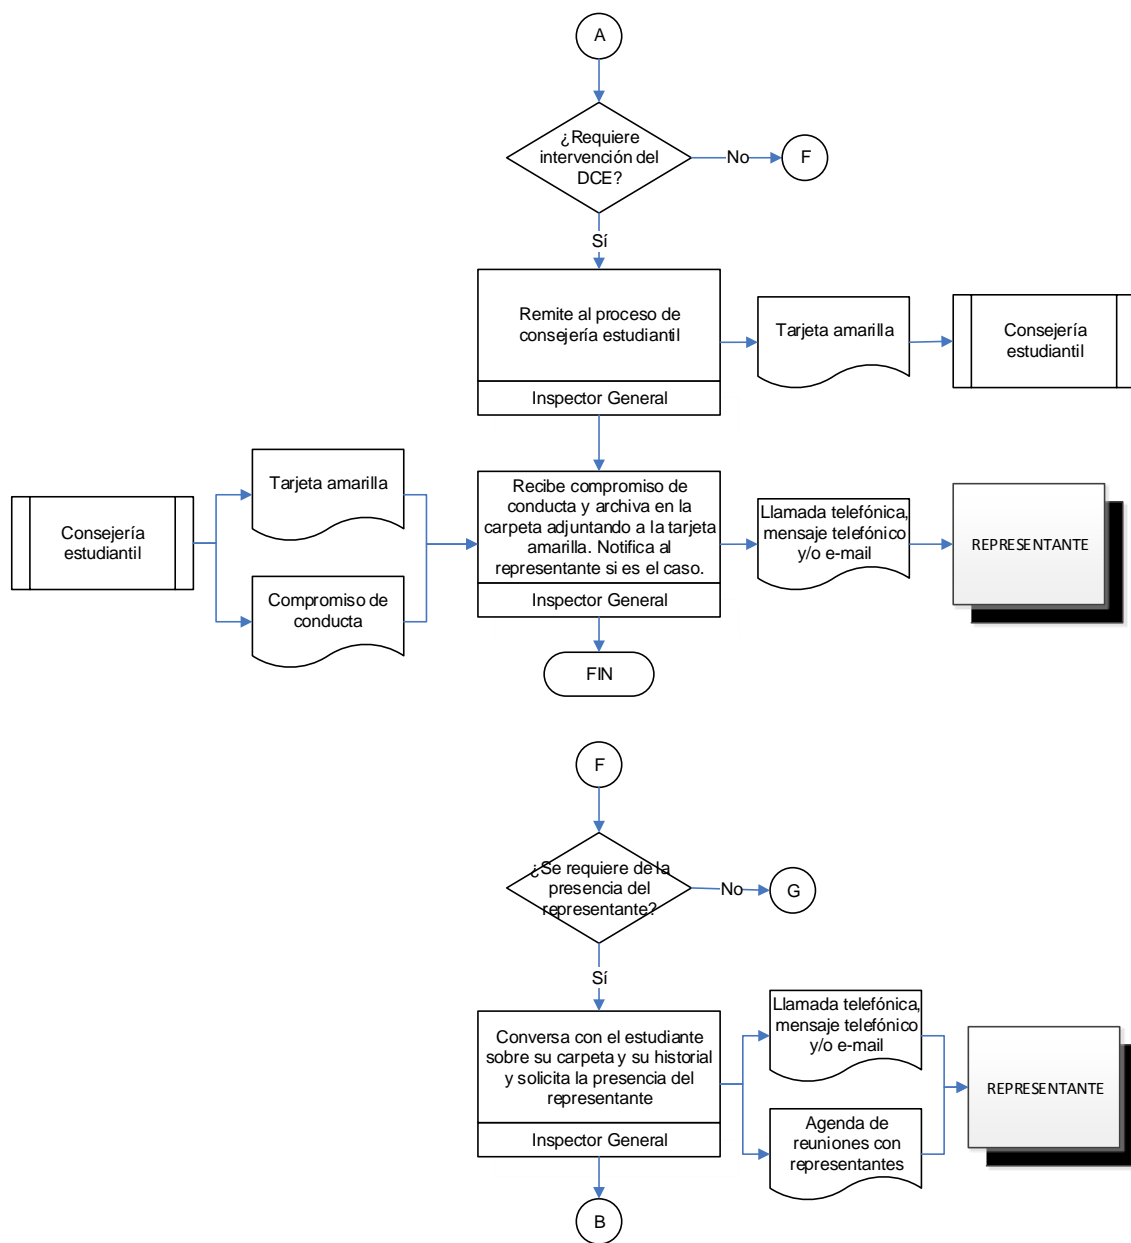 A
¿Requiere
intervención del
DCE?
No
F
Sí
Remite al proceso de
consejería estudiantil
Inspector General
Tarjeta amarilla
Consejería
estudiantil
Consejería
estudiantil
Tarjeta amarilla
Compromiso de
conducta
Recibe compromiso de
conducta y archiva en la
carpeta adjuntando a la tarjeta
amarilla. Notifica al
representante si es el caso.
Inspector General
Llamada telefónica,
mensaje telefónico
y/o e-mail
REPRESENTANTE
FIN
F
¿Se requiere de la
presencia del
representante?
No
G
Sí
Conversa con el estudiante
sobre su carpeta y su historial
y solicita la presencia del
representante
Inspector General
Llamada telefónica,
mensaje telefónico
y/o e-mail
Agenda de
reuniones con
representantes
REPRESENTANTE
B